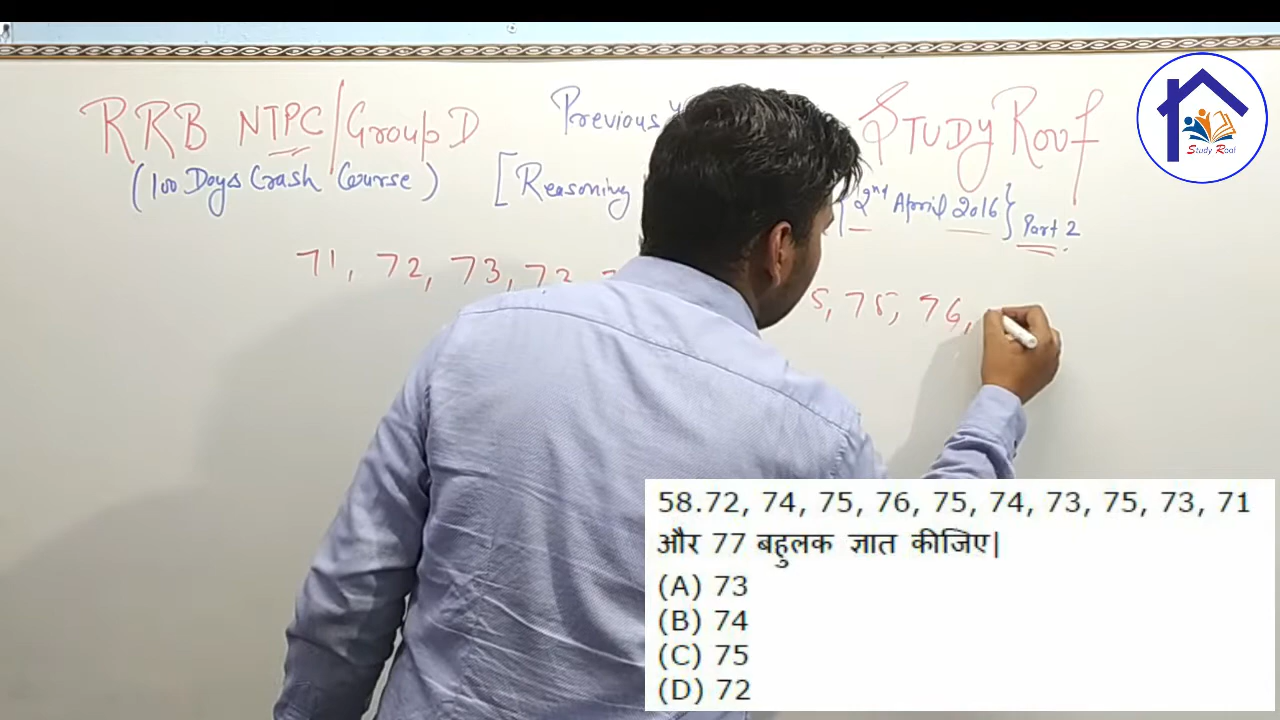 RRB NTPC/Group D
(100 Days Crash Course)
Previous
[Reasoning
STUDY ROOF
{2nd April 2016} Part 2
Study Roof
71, 72, 73, 73
5, 75, 76,
58.72, 74, 75, 76, 75, 74, 73, 75, 73, 71
और 77 बहुलक ज्ञात कीजिए|
(A) 73
(B) 74
(C) 75
(D) 72